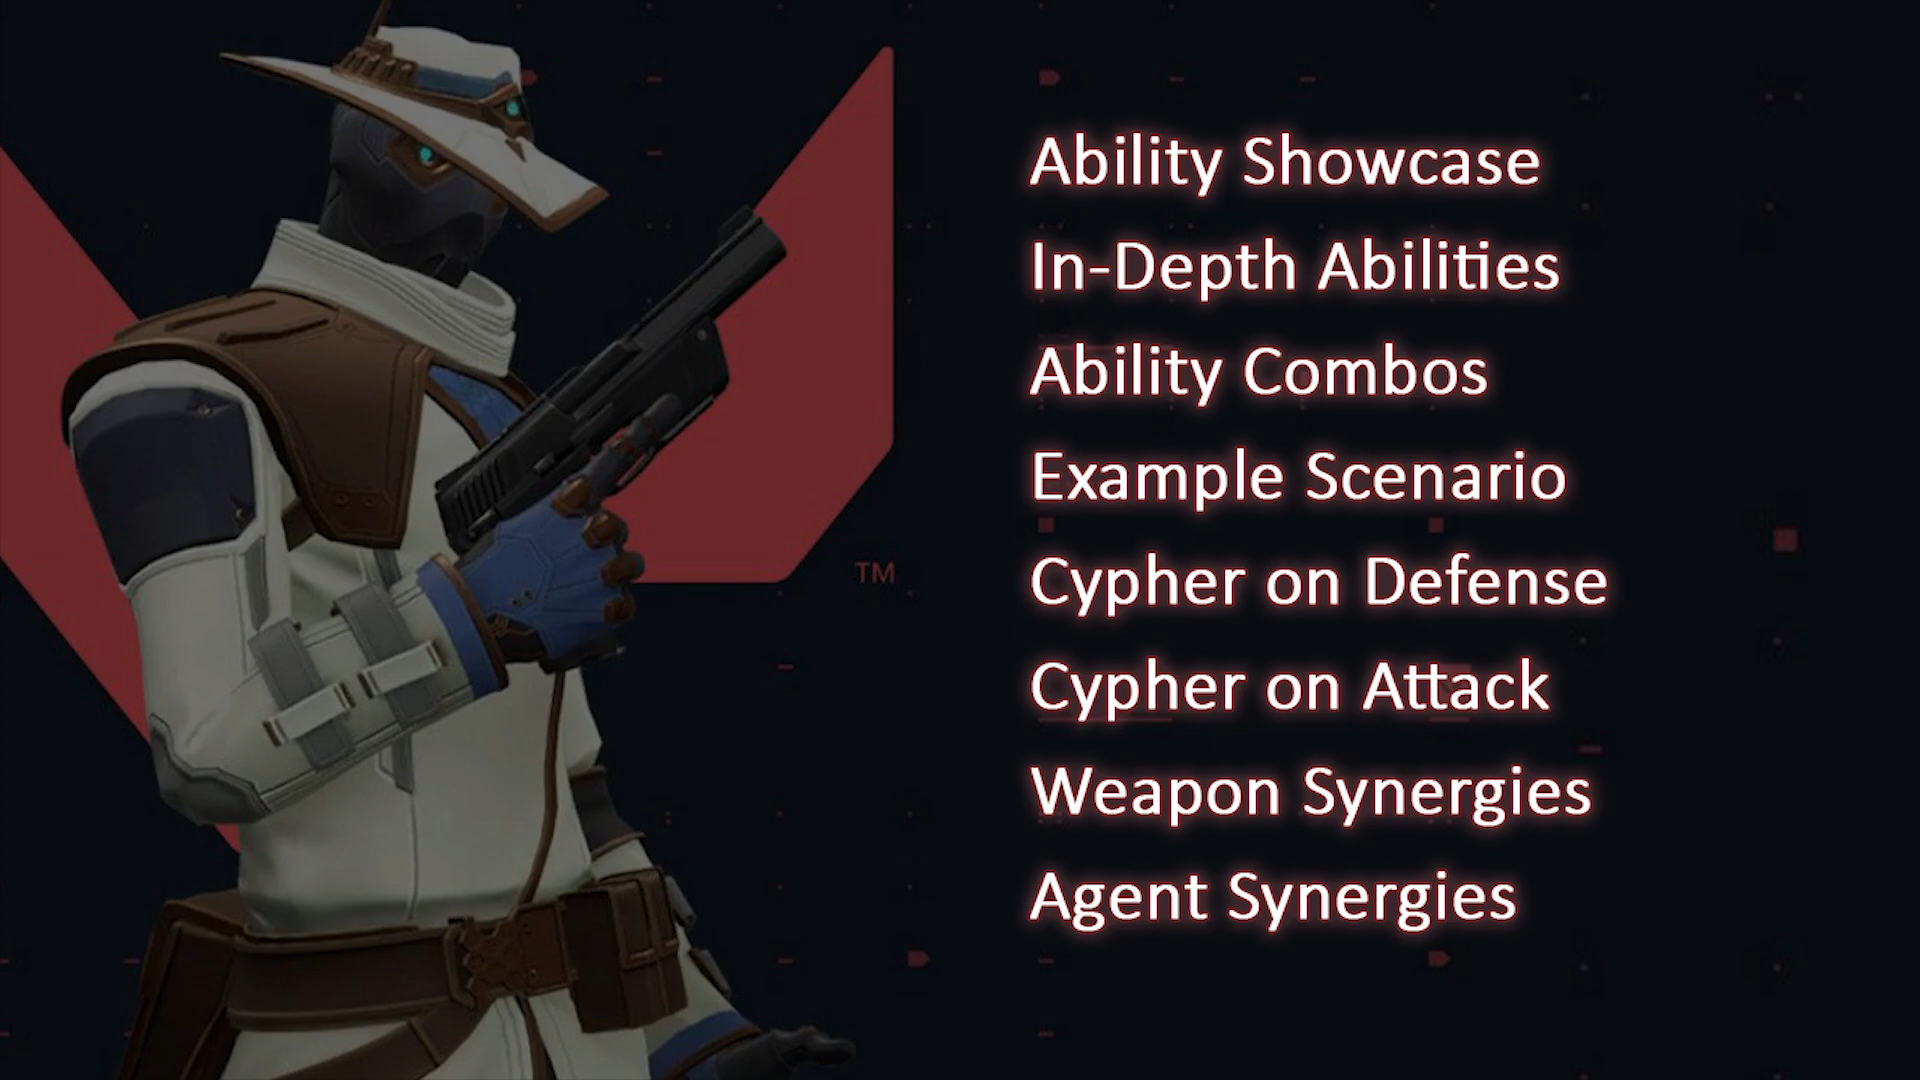 Ability Showcase
In-Depth Abilities
Ability Combos
Example Scenario
Cypher on Defense
Cypher on Attack
Weapon Synergies
Agent Synergies
TM